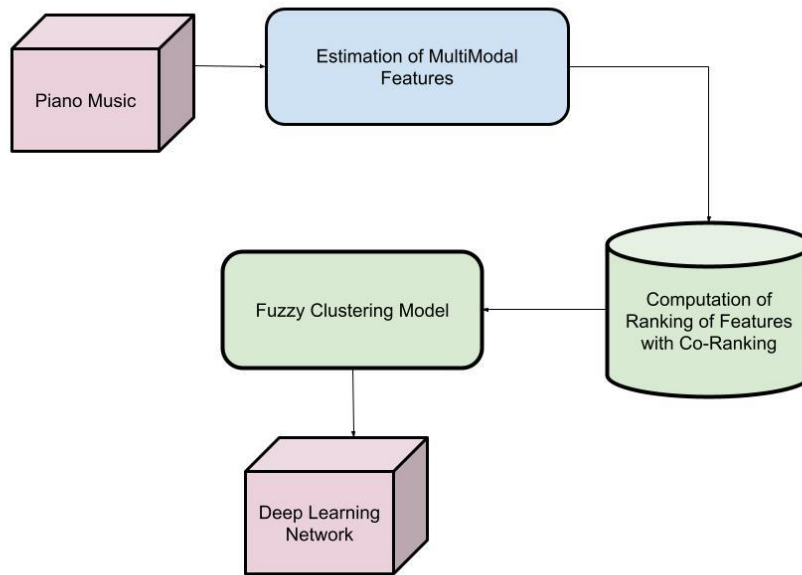 Piano Music
Estimation of MultiModal
Features
Computation of
Ranking of Features
with Co-Ranking
Fuzzy Clustering Model
Deep Learning
Network